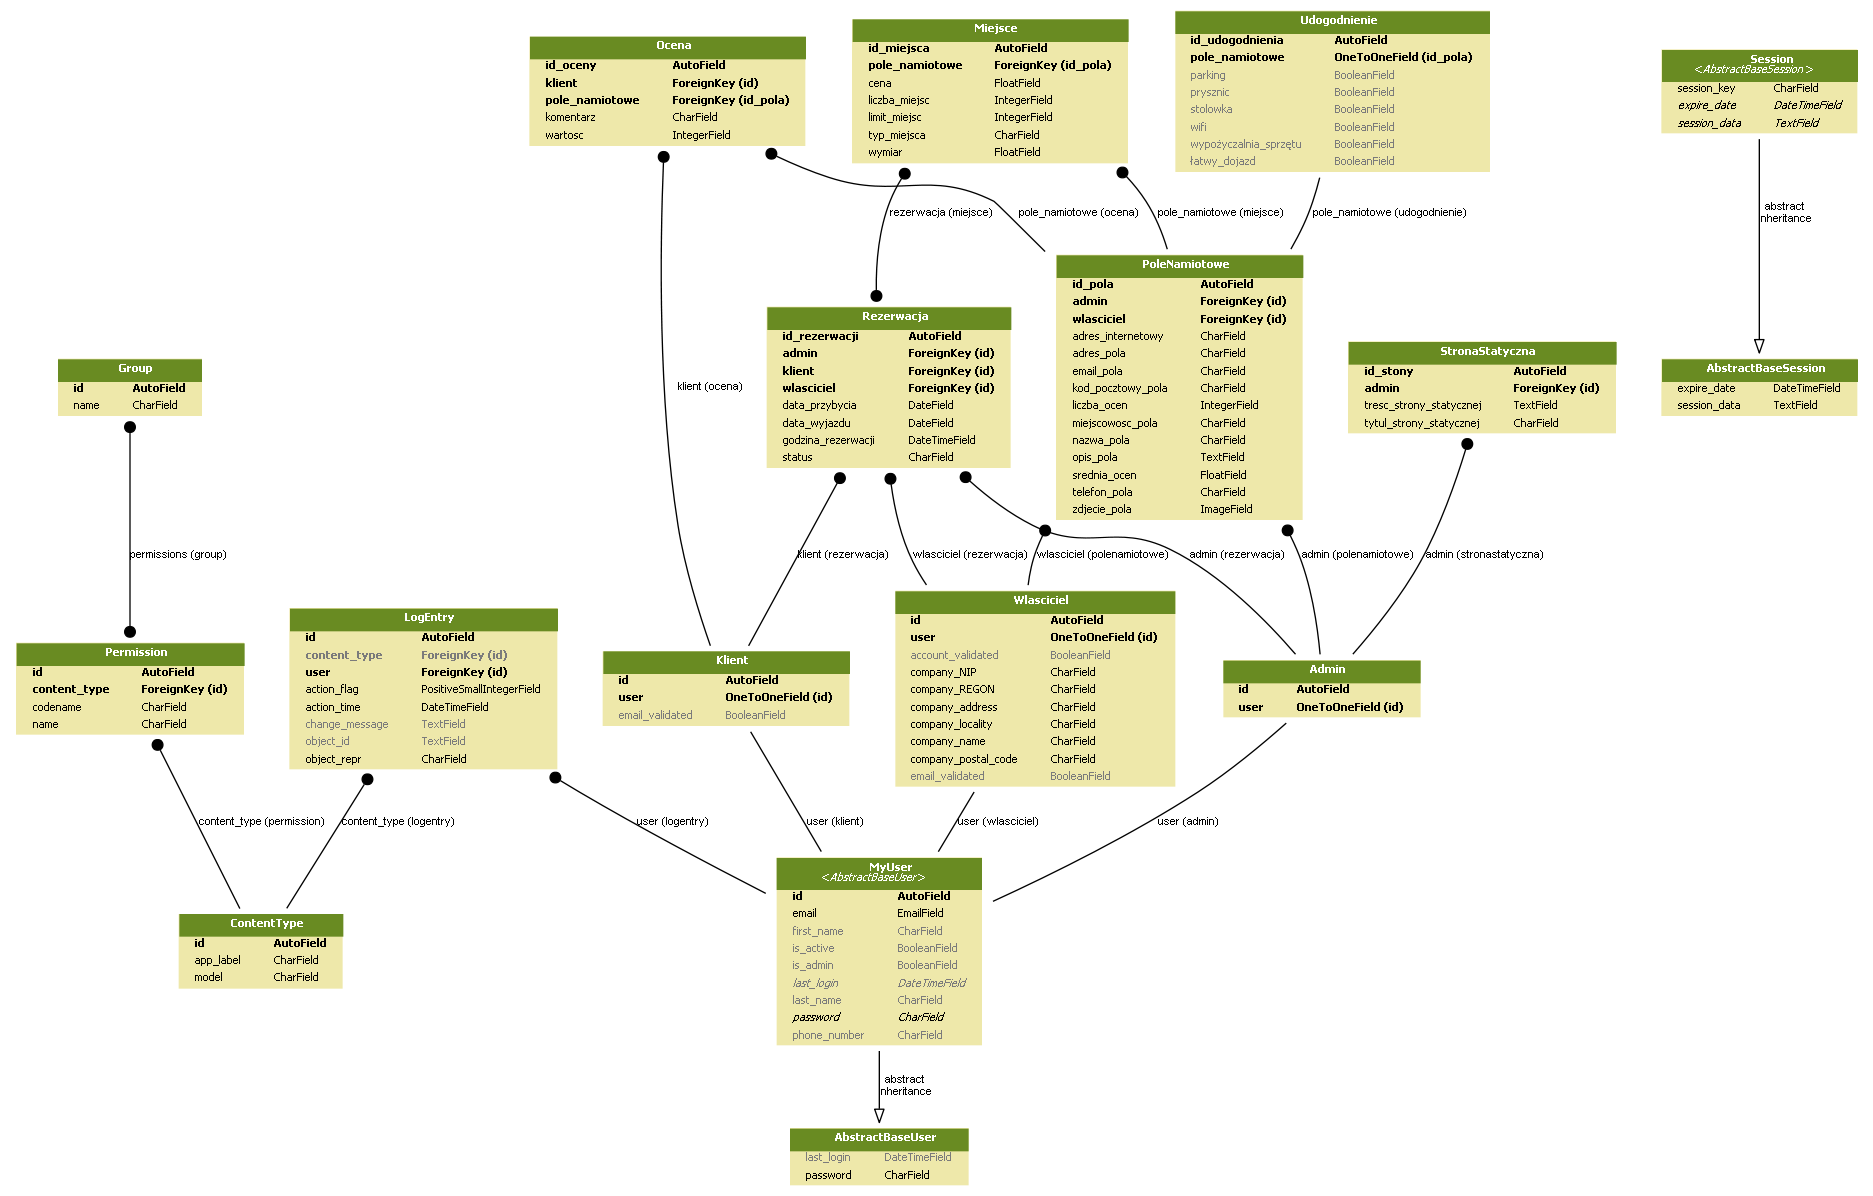 Ocena
id_oceny AutoField
klient ForeignKey (id)
pole_namiotowe ForeignKey (id_pola)
komentarz CharField
wartosc IntegerField
Miejsce
id_miejsca AutoField
pole_namiotowe ForeignKey (id_pola)
cena FloatField
liczba_miejsc IntegerField
limit_miejsc IntegerField
typ_miejsca CharField
wymiar FloatField
Udogodnienie
id_udogodnienia AutoField
pole_namiotowe OneToOneField (id_pola)
parking BooleanField
prysznic BooleanField
stolowka BooleanField
wifi BooleanField
wypożyczalnia_sprzętu BooleanField
łatwy_dojazd BooleanField
Session
<AbstractBaseSession>
session_key CharField
expire_date DateTimeField
session_data TextField
rezerwacja (miejsce)
pole_namiotowe (ocena)
pole_namiotowe (miejsce)
pole_namiotowe (udogodnienie)
abstract
nheritance
PoleNamiotowe
id_pola AutoField
admin ForeignKey (id)
wlasciciel ForeignKey (id)
adres_internetowy CharField
adres_pola CharField
email_pola CharField
kod_pocztowy_pola CharField
liczba_ocen IntegerField
miejscowosc_pola CharField
nazwa_pola CharField
opis_pola TextField
srednia_ocen FloatField
telefon_pola CharField
zdjecie_pola ImageField
Rezerwacja
id_rezerwacji AutoField
admin ForeignKey (id)
klient ForeignKey (id)
wlasciciel ForeignKey (id)
data_przybycia DateField
data_wyjazdu DateField
godzina_rezerwacji DateTimeField
status CharField
StronaStatyczna
id_stony AutoField
admin ForeignKey (id)
tresc_strony_statycznej TextField
tytul_strony_statycznej CharField
AbstractBaseSession
expire_date DateTimeField
session_data TextField
Group
id AutoField
name CharField
klient (ocena)
permissions (group)
klient (rezerwacja)
wlasciciel (rezerwacja)
wlasciciel (polenamiotowe)
admin (rezerwacja)
admin (polenamiotowe)
admin (stronastatyczna)
Permission
id AutoField
content_type ForeignKey (id)
codename CharField
name CharField
LogEntry
id AutoField
content_type ForeignKey (id)
user ForeignKey (id)
action_flag PositiveSmallIntegerField
action_time DateTimeField
change_message TextField
object_id TextField
object_repr CharField
Klient
id AutoField
user OneToOneField (id)
email_validated BooleanField
Wlasciciel
id AutoField
user OneToOneField (id)
account_validated BooleanField
company_NIP CharField
company_REGON CharField
company_address CharField
company_locality CharField
company_name CharField
company_postal_code CharField
email_validated BooleanField
Admin
id AutoField
user OneToOneField (id)
content_type (permission)
content_type (logentry)
user (logentry)
user (klient)
user (wlasciciel)
user (admin)
ContentType
id AutoField
app_label CharField
model CharField
MyUser
<AbstractBaseUser>
id AutoField
email EmailField
first_name CharField
is_active BooleanField
is_admin BooleanField
last_login DateTimeField
last_name CharField
password CharField
phone_number CharField
abstract
nheritance
AbstractBaseUser
last_login DateTimeField
password CharField